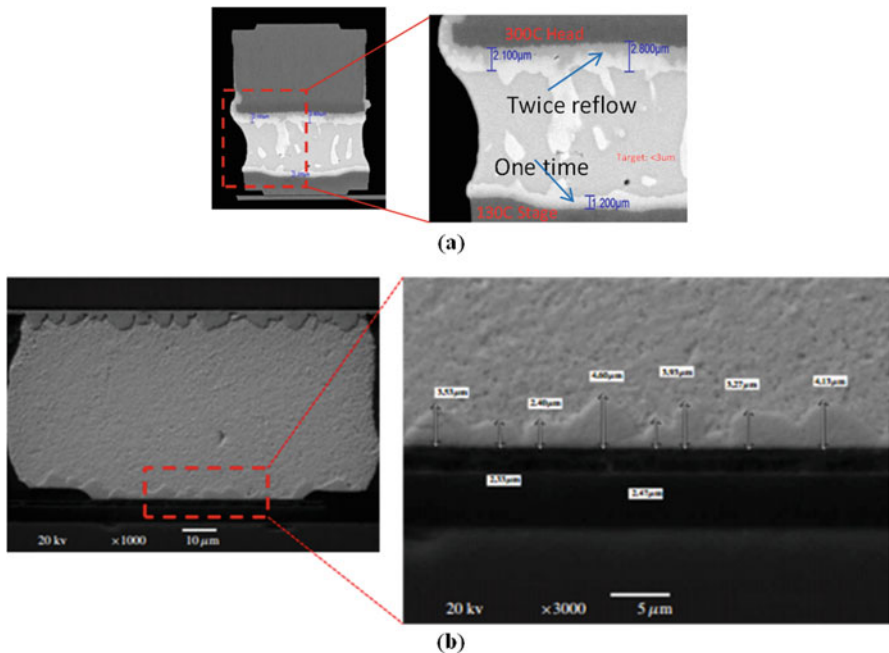 300C Head
2.100μm
2.800μm
Twice reflow
Target: <3um
One time
1.200μm
130C Stage
(a)
20 kv ×1000 10 μm
3.53μm
2.40μm
4.60μm
3.93μm
3.27μm
4.13μm
2.33μm
2.47μm
20 kv ×3000 5 μm
(b)